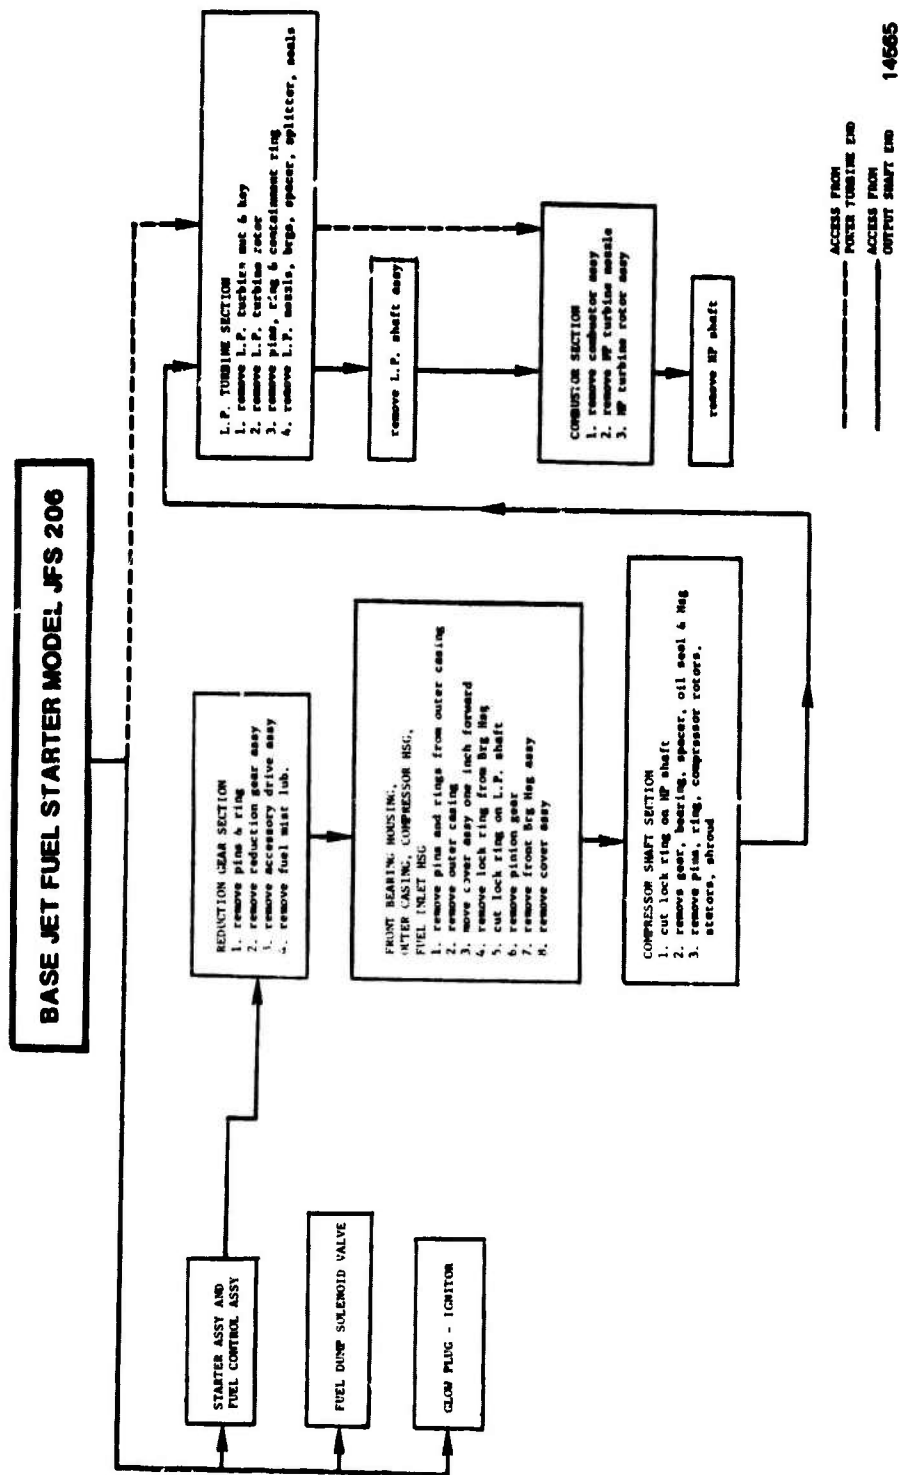 BASE JET FUEL STARTER MODEL JFS 206
STARTER ASSY AND
FUEL CONTROL ASSY
FUEL DUMP SOLENOID VALVE
GLOW PLUG - IGNITOR
REDUCTION GEAR SECTION
1. remove pins & ring
2. remove reduction gear assy
3. remove accessory drive assy
4. remove fuel mist lub.
FRONT BEARING HOUSING,
OUTER CASING, COMPRESSOR HSG,
FUEL INLET HSG
1. remove pins and rings from outer casing
2. remove outer casing
3. move cover assy one inch forward
4. remove lock ring from Brg Hsg
5. cut lock ring on L.P. shaft
6. remove pinion gear
7. remove front Brg Hsg assy
8. remove cover assy
COMPRESSOR SHAFT SECTION
1. cut lock ring on HP shaft
2. remove gear, bearing, spacer, oil seal & Hsg
3. remove pins, ring, compressor rotors,
stetors, shroud
L.P. TURBINE SECTION
1. remove L.P. turbine nut & key
2. remove L.P. turbine rotor
3. remove pins, ring & containment ring
4. remove L.P. nozzle, brgs, spacer, splitter, seals
remove L.P. shaft assy
COMBUSTOR SECTION
1. remove combustor assy
2. remove HP turbine nozzle
3. HP turbine rotor assy
remove HP shaft
ACCESS FROM
POWER TURBINE END
ACCESS FROM
OUTPUT SHAFT END
14565